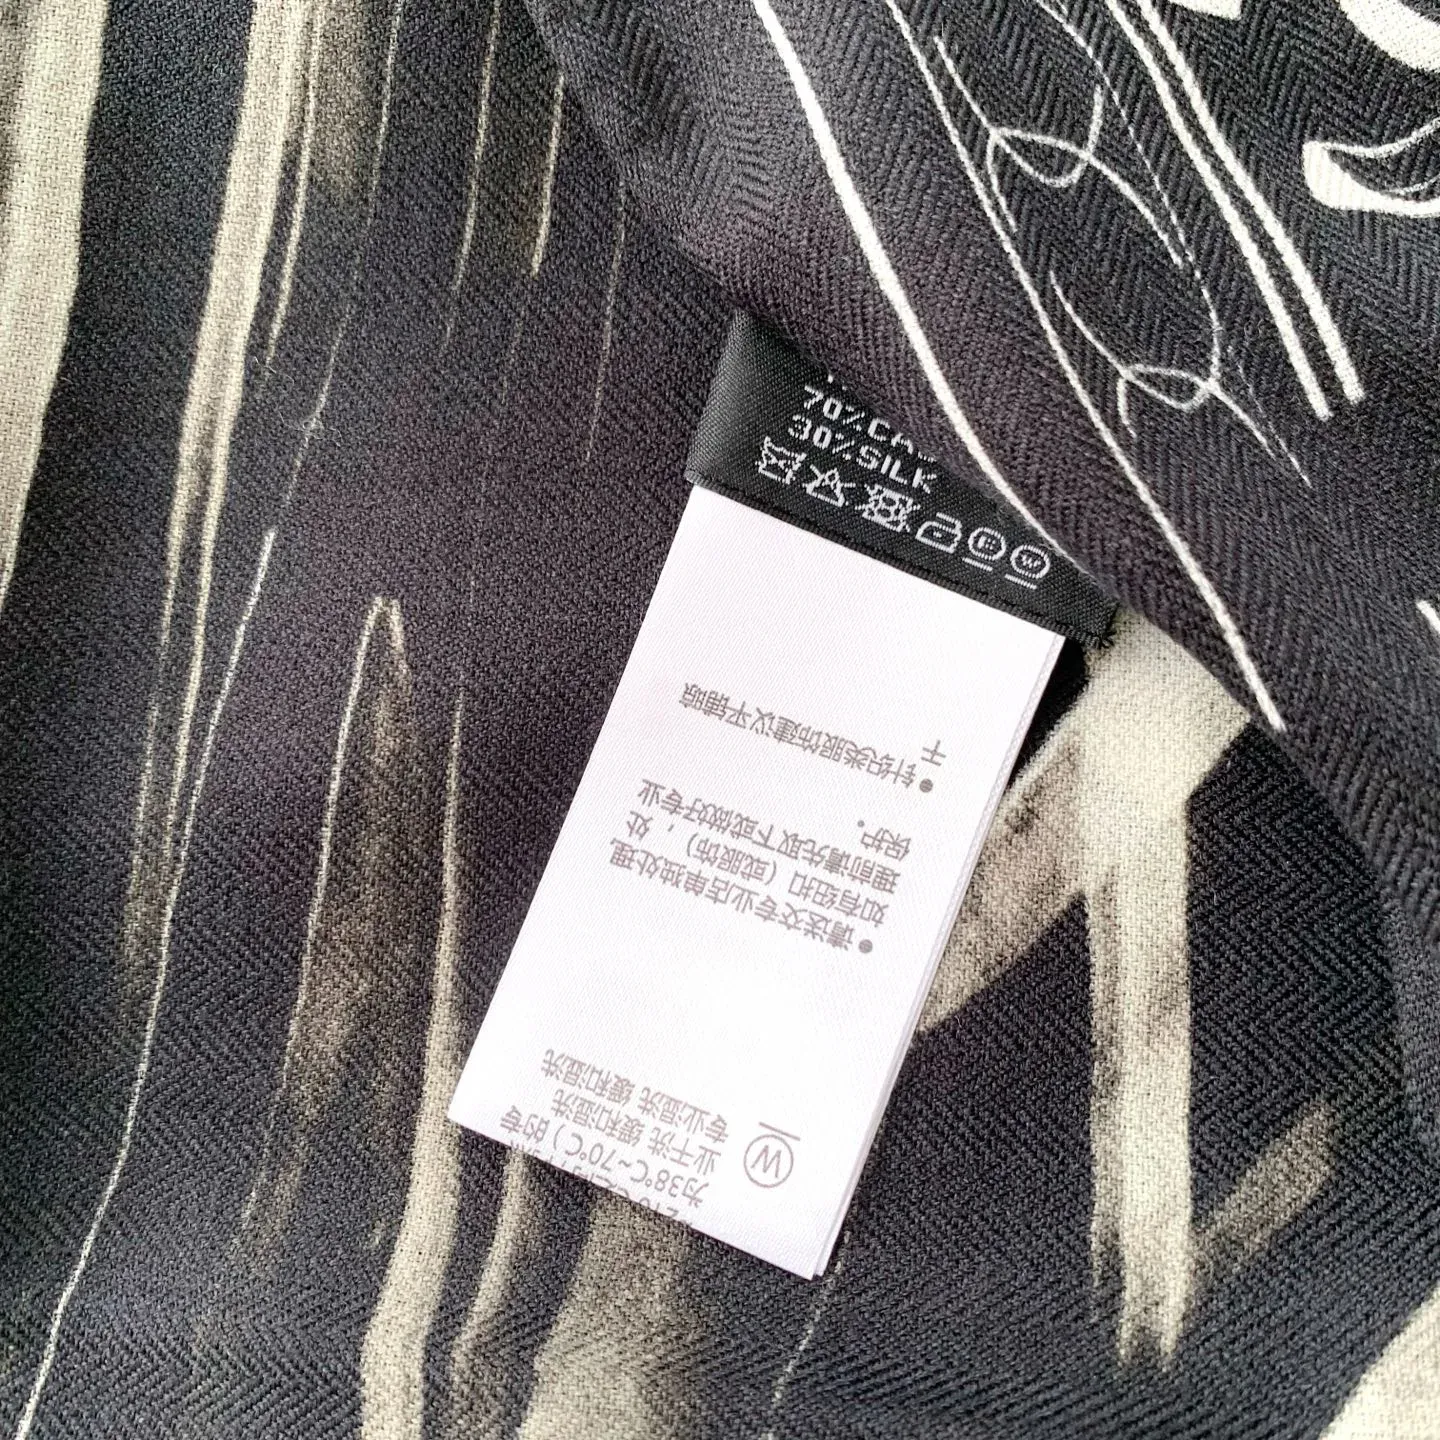 70%CA
30%SILK
W
为38℃~70℃)的专
业干洗 缓和湿洗
专业湿洗 缓和湿洗
●请送交专业店单独处理
如有纽扣(或服饰),处
理前请先取下或做好专业
保护。
●针织类服饰建议平铺晾
干